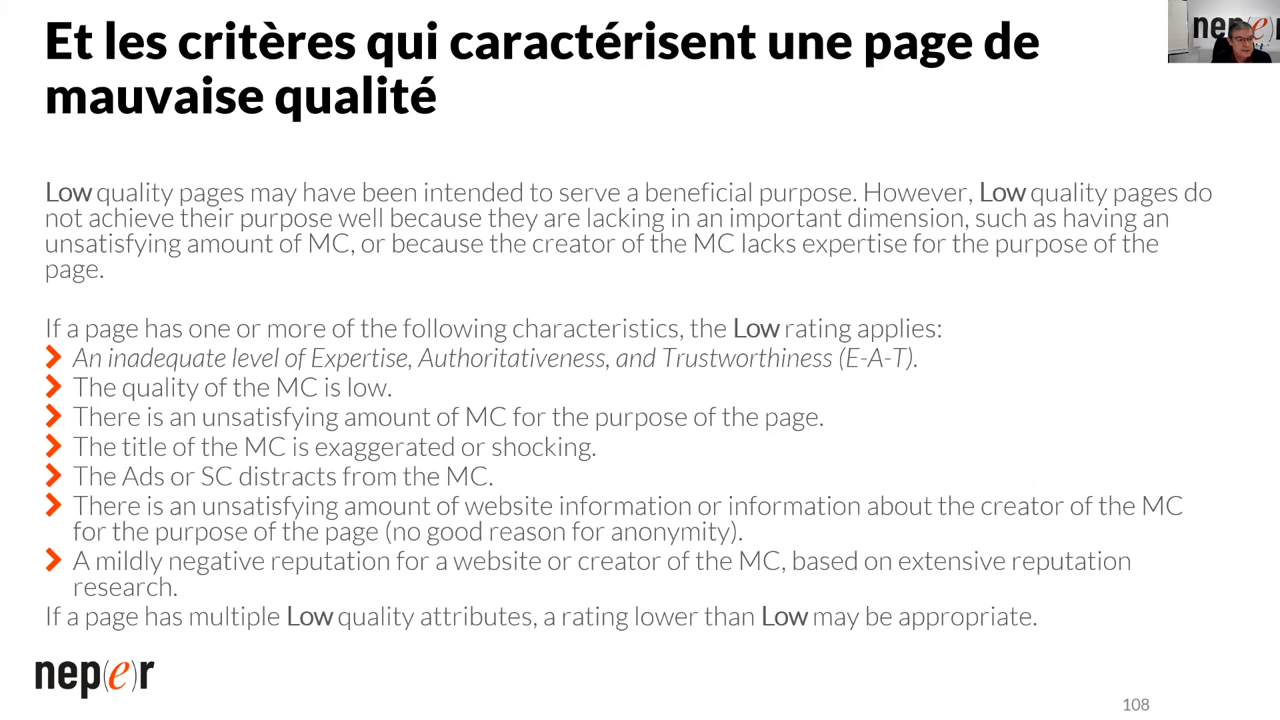 Et les critères qui caractérisent une page de
mauvaise qualité
nep(e)r
Low quality pages may have been intended to serve a beneficial purpose. However, Low quality pages do
not achieve their purpose well because they are lacking in an important dimension, such as having an
unsatisfying amount of MC, or because the creator of the MC lacks expertise for the purpose of the
page.
If a page has one or more of the following characteristics, the Low rating applies:
An inadequate level of Expertise, Authoritativeness, and Trustworthiness (E-A-T).
The quality of the MC is low.
There is an unsatisfying amount of MC for the purpose of the page.
The title of the MC is exaggerated or shocking.
The Ads or SC distracts from the MC.
There is an unsatisfying amount of website information or information about the creator of the MC
for the purpose of the page (no good reason for anonymity).
A mildly negative reputation for a website or creator of the MC, based on extensive reputation
research.
If a page has multiple Low quality attributes, a rating lower than Low may be appropriate.
nep(e)r
108